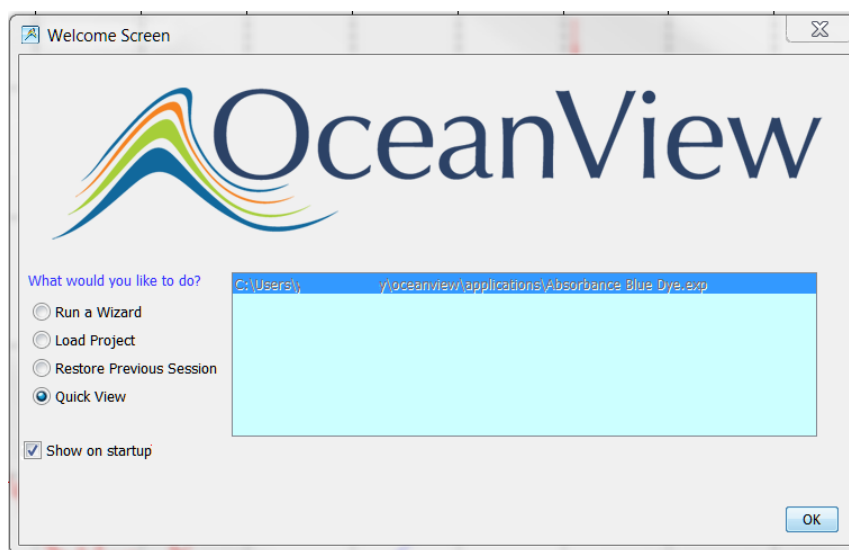 Welcome Screen
OceanView
What would you like to do?
C:\Users\y\oceanview\applications\Absorbance Blue Dye.exp
Run a Wizard
Load Project
Restore Previous Session
Quick View
Show on startup
OK